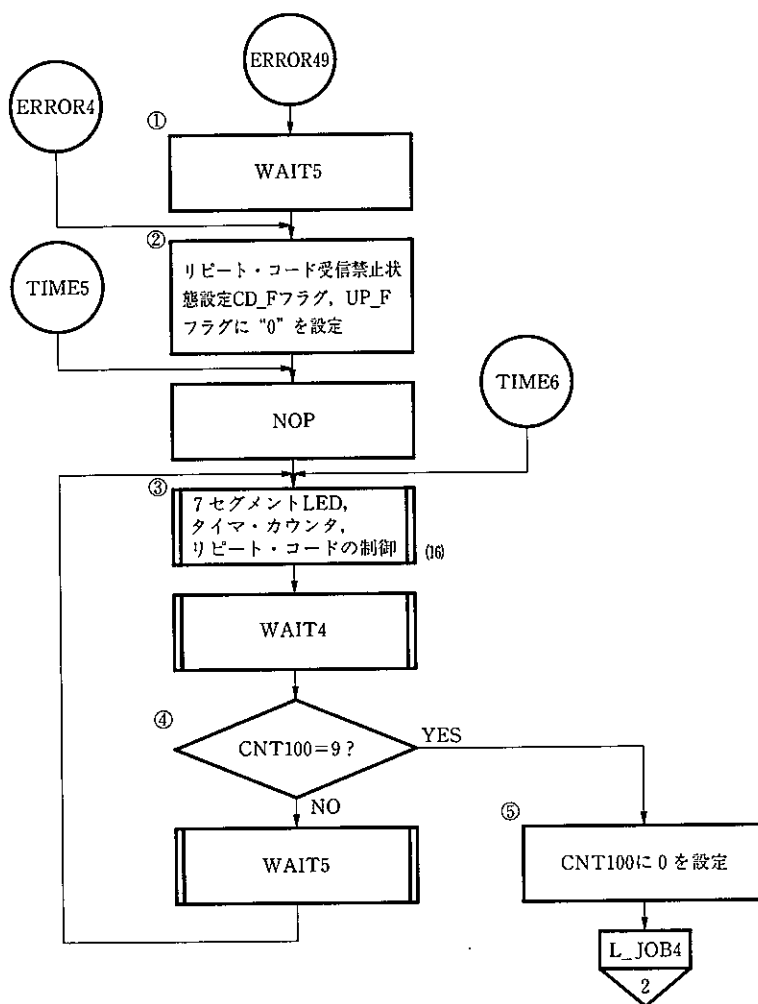 ERROR49
ERROR4
①
WAIT5
②
リピート・コード受信禁止状
態設定CD_Fフラグ, UP_F
フラグに“0”を設定
TIME5
NOP
TIME6
③
7セグメントLED,
タイマ・カウンタ,
リピート・コードの制御
(16)
WAIT4
④
CNT100=9?
YES
NO
WAIT5
⑤
CNT100に0を設定
L_JOB4
2